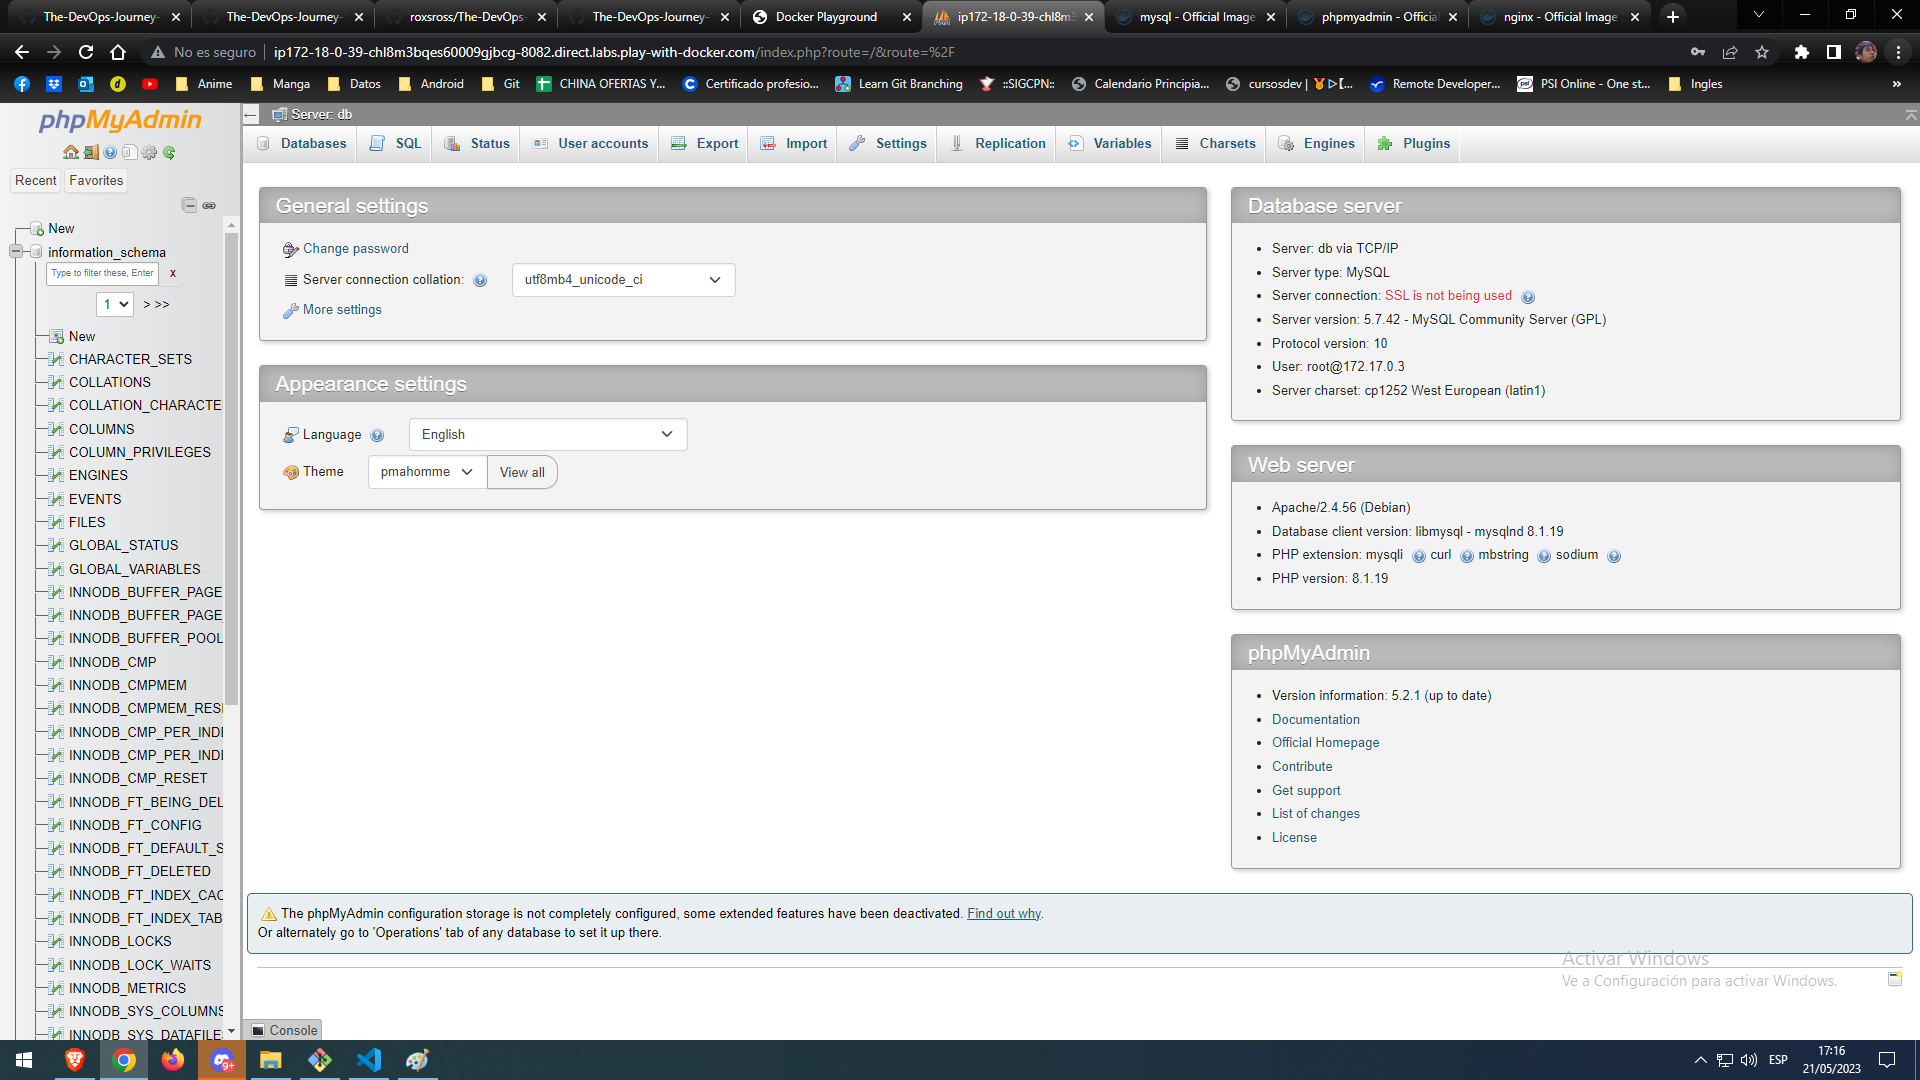 The-DevOps-Journey-
The-DevOps-Journey-
roxsross/The-DevOps-
The-DevOps-Journey-
Docker Playground
ip172-18-0-39-chl8m3
mysql - Official Image
phpmyadmin - Official
nginx - Official Image
No es seguro
ip172-18-0-39-chl8m3bqes60009gjbcg-8082.direct.labs.play-with-docker.com/index.php?route=/&route=%2F
Anime
Manga
Datos
Android
Git
CHINA OFERTAS Y...
Certificado profesio...
Learn Git Branching
::SIGCPN::
Calendario Principia...
cursosdev |
Remote Developer...
PSI Online - One st...
Ingles
»
phpMyAdmin
Recent
Favorites
New
information_schema
Type to filter these, Enter
x
1
> >>
New
CHARACTER_SETS
COLLATIONS
COLLATION_CHARACTE
COLUMNS
COLUMN_PRIVILEGES
ENGINES
EVENTS
FILES
GLOBAL_STATUS
GLOBAL_VARIABLES
INNODB_BUFFER_PAGE
INNODB_BUFFER_PAGE_
INNODB_BUFFER_POOL
INNODB_CMP
INNODB_CMPMEM
INNODB_CMPMEM_RES
INNODB_CMP_PER_INDE
INNODB_CMP_PER_INDE
INNODB_CMP_RESET
INNODB_FT_BEING_DEL
INNODB_FT_CONFIG
INNODB_FT_DEFAULT_S
INNODB_FT_DELETED
INNODB_FT_INDEX_CAC
INNODB_FT_INDEX_TAB
INNODB_LOCKS
INNODB_LOCK_WAITS
INNODB_METRICS
INNODB_SYS_COLUMNS
INNODB_SYS_DATAFILE
Server: db
Databases
SQL
Status
User accounts
Export
Import
Settings
Replication
Variables
Charsets
Engines
Plugins
General settings
Change password
Server connection collation:
utf8mb4_unicode_ci
More settings
Appearance settings
Language
English
Theme
pmahomme
View all
Database server
Server: db via TCP/IP
Server type: MySQL
Server connection: SSL is not being used
Server version: 5.7.42 - MySQL Community Server (GPL)
Protocol version: 10
User: root@172.17.0.3
Server charset: cp1252 West European (latin1)
Web server
Apache/2.4.56 (Debian)
Database client version: libmysql - mysqlnd 8.1.19
PHP extension: mysqli curl mbstring sodium
PHP version: 8.1.19
phpMyAdmin
Version information: 5.2.1 (up to date)
Documentation
Official Homepage
Contribute
Get support
List of changes
License
The phpMyAdmin configuration storage is not completely configured, some extended features have been deactivated. Find out why.
Or alternately go to 'Operations' tab of any database to set it up there.
Activar Windows
Ve a Configuración para activar Windows.
Console
9+
ESP
17:16
21/05/2023